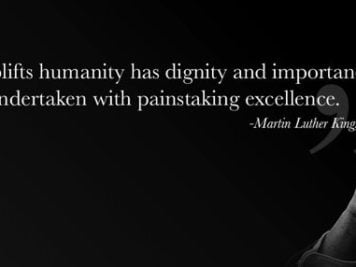 plifts humanity has dignity and importan
ndertaken with painstaking excellence.
-Martin Luther King